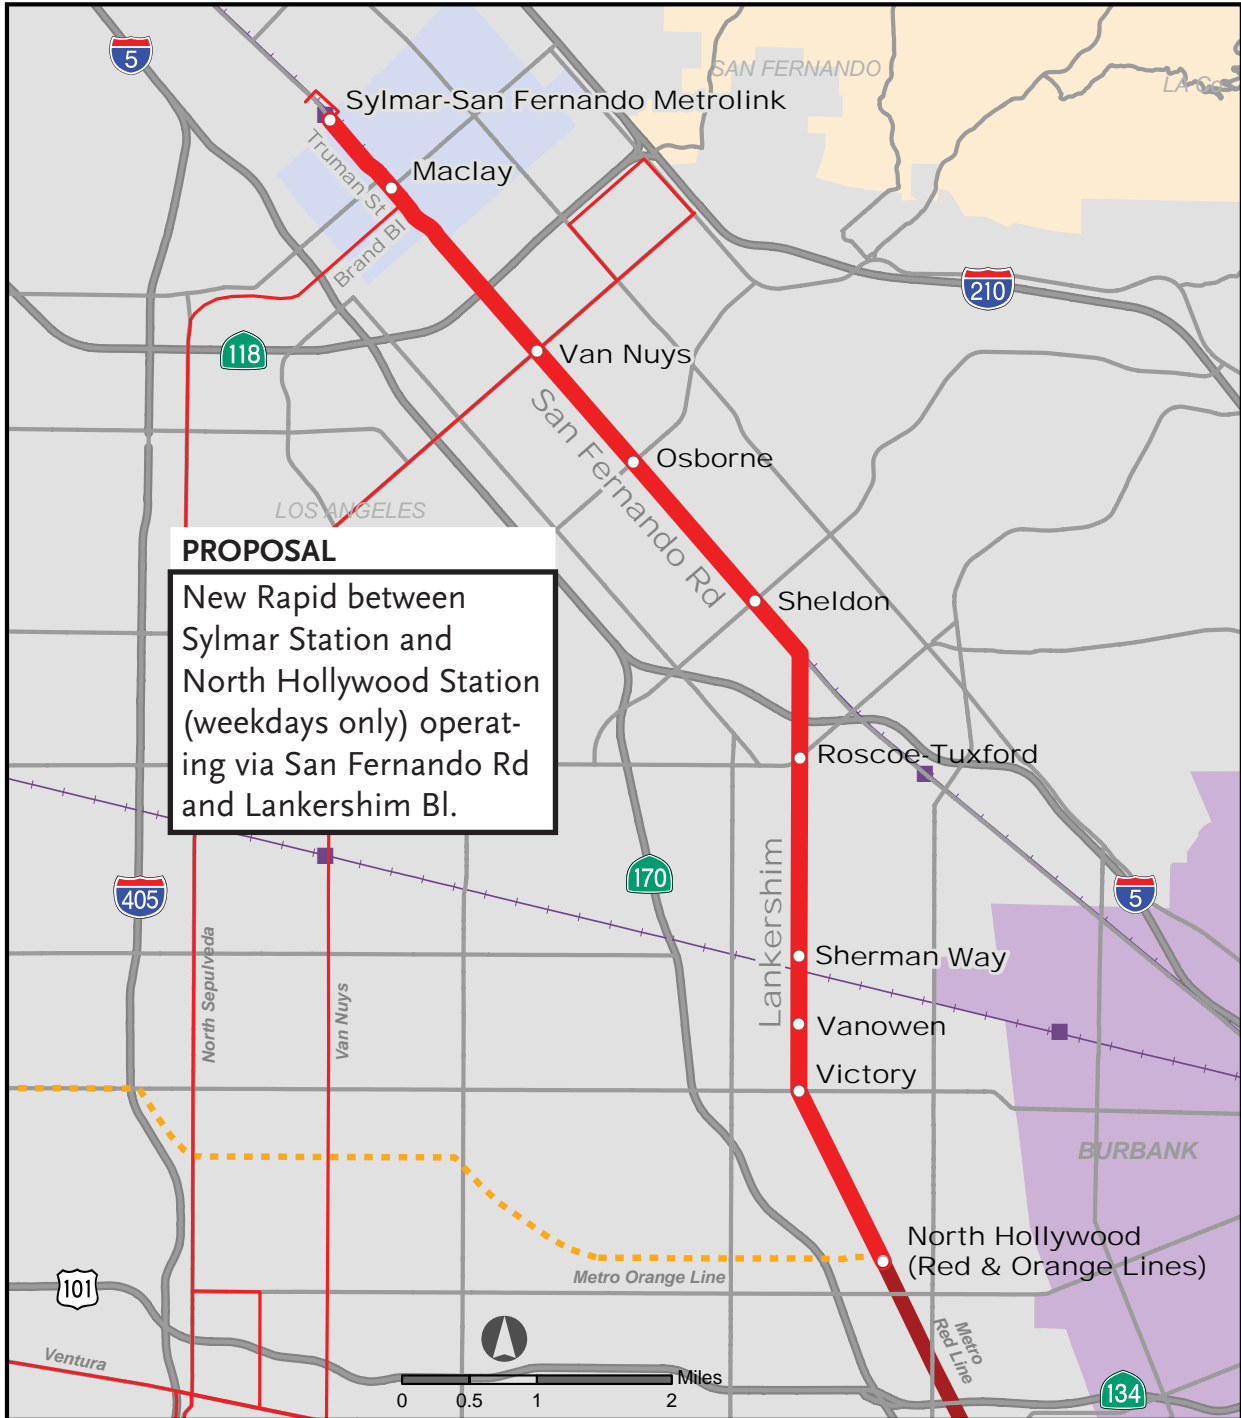 5
SAN FERNANDO
LA Co
Sylmar-San Fernando Metrolink
Truman St
Maclay
Brand Bl
210
118
Van Nuys
San Fernando Rd
Osborne
LOS ANGELES
PROPOSAL
New Rapid between
Sylmar Station and
North Hollywood Station
(weekdays only) operat-
ing via San Fernando Rd
and Lankershim Bl.
Sheldon
Roscoe-Tuxford
170
405
5
Lankershim
North Sepulveda
Van Nuys
Sherman Way
Vanowen
Victory
BURBANK
North Hollywood
(Red & Orange Lines)
Metro Orange Line
101
Metro
Red Line
Ventura
Miles
0 0.5 1 2
134